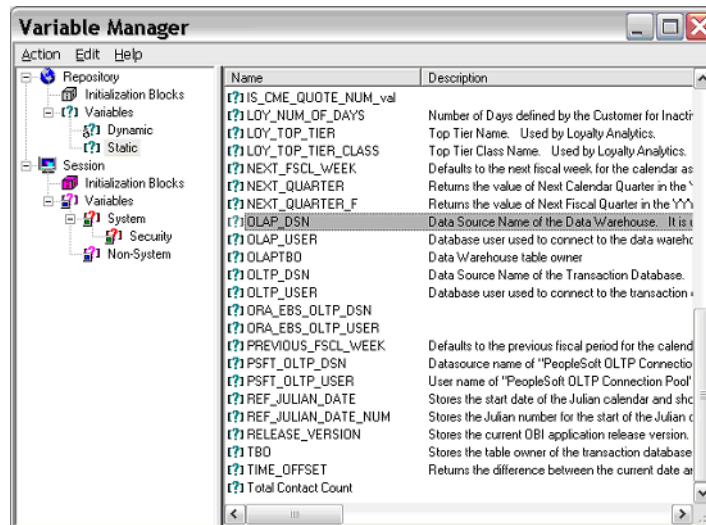 Variable Manager
Action Edit Help
Repository
Initialization Blocks
Variables
Dynamic
Static
Session
Initialization Blocks
Variables
System
Security
Non-System
Name Description
IS_CME_QUOTE_NUM_val
LOY_NUM_OF_DAYS Number of Days defined by the Customer for
LOY_TOP_TIER Top Tier Name. Used by Loyalty Analytics.
LOY_TOP_TIER_CLASS Top Tier Class Name. Used by Loyalty Analytics.
NEXT_FSCL_WEEK Defaults to the next fiscal week for the calendar as
NEXT_QUARTER Returns the value of Next Calendar Quarter in the
NEXT_QUARTER_F Returns the value of Next Fiscal Quarter in the
OLAP_DSN Data Source Name of the Data Warehouse. It is
OLAP_USER Database user used to connect to the data
OLAPTBO Data Warehouse table owner
OLTP_DSN Data Source Name of the Transaction Database.
OLTP_USER Database user used to connect to the transaction
ORA_EBS_OLTP_DSN
ORA_EBS_OLTP_USER
PREVIOUS_FSCL_WEEK Defaults to the previous fiscal period for the
PSFT_OLTP_DSN Datasource name of "PeopleSoft OLTP Connectio
PSFT_OLTP_USER User name of "PeopleSoft OLTP Connection Pool"
REF_JULIAN_DATE Stores the start date of the Julian calendar and
REF_JULIAN_DATE_NUM Stores the Julian number for the start of the Julian
RELEASE_VERSION Stores the current OBI application release version.
TBO Stores the table owner of the transaction database
TIME_OFFSET Returns the difference between the current date
Total Contact Count